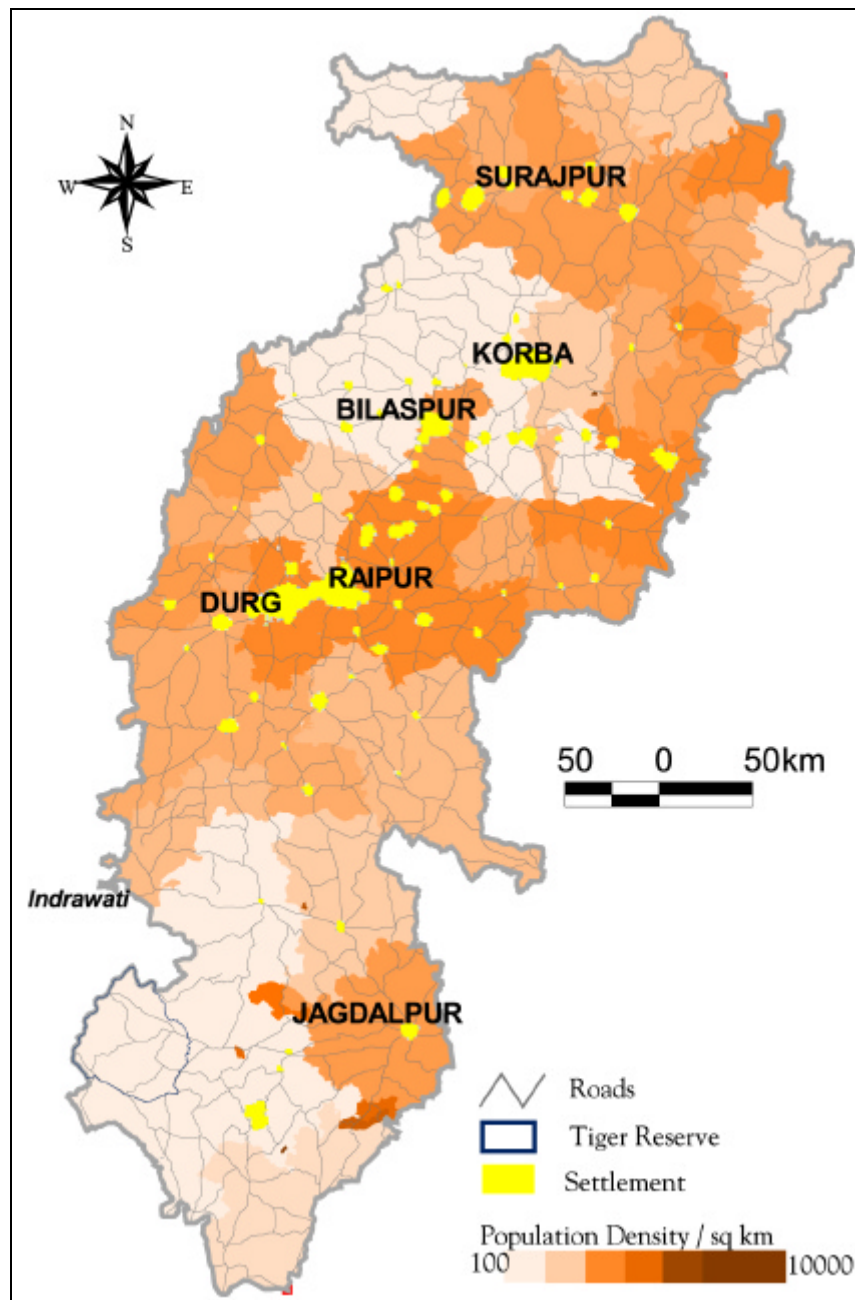 N
W E
S
SURAJPUR
KORBA
BILASPUR
RAIPUR
DURG
50 0 50km
Indrawati
JAGDALPUR
Roads
Tiger Reserve
Settlement
Population Density / sq km
100 10000